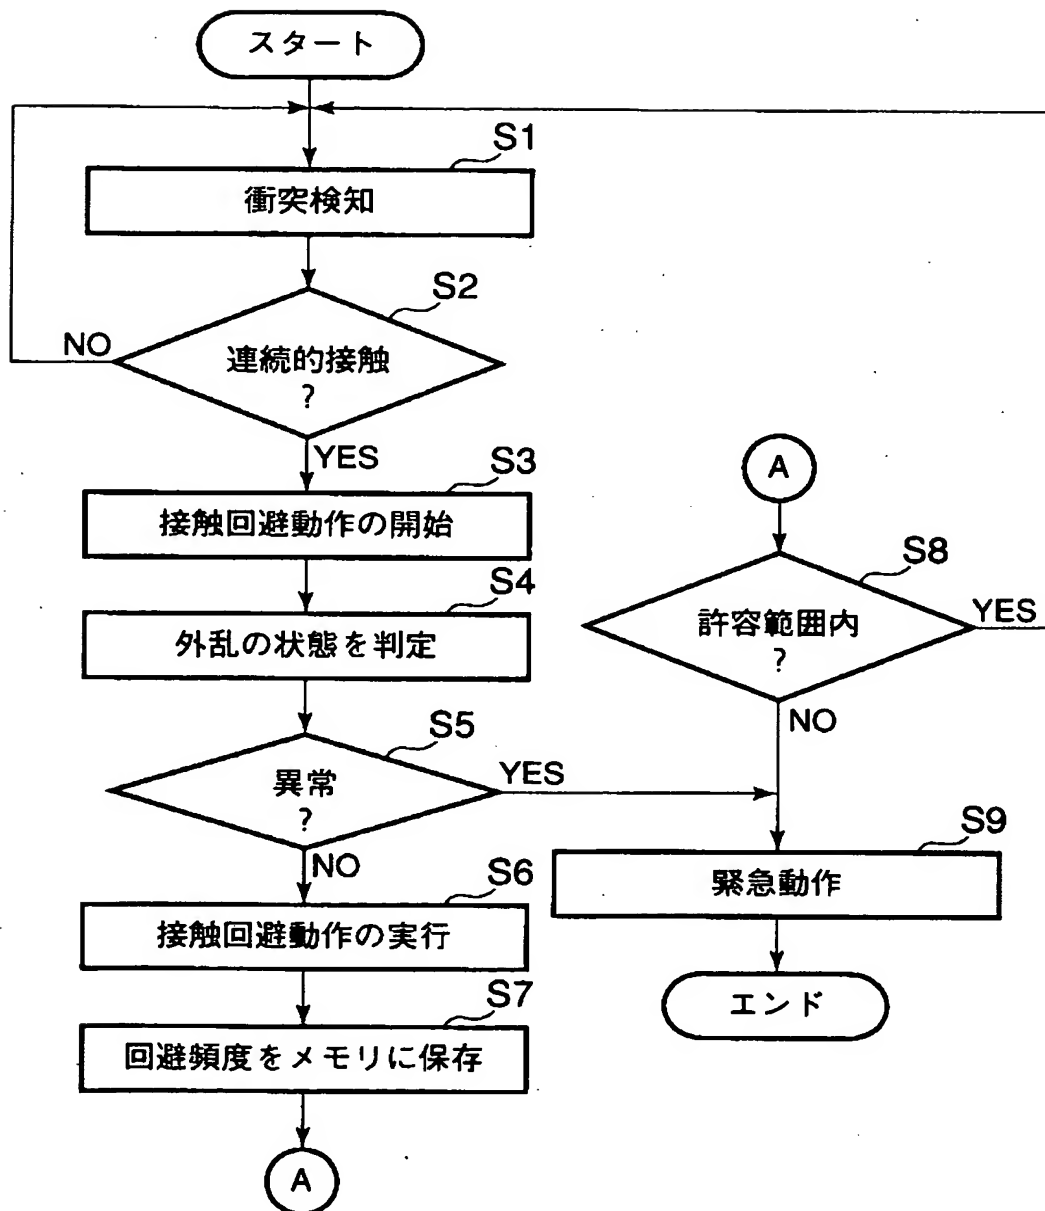 スタート
S1
衝突検知
S2
連続的接触
?
NO
YES
S3
接触回避動作の開始
S4
外乱の状態を判定
S5
異常
?
YES
NO
S6
接触回避動作の実行
S7
回避頻度をメモリに保存
A
A
S8
許容範囲内
?
YES
NO
S9
緊急動作
エンド